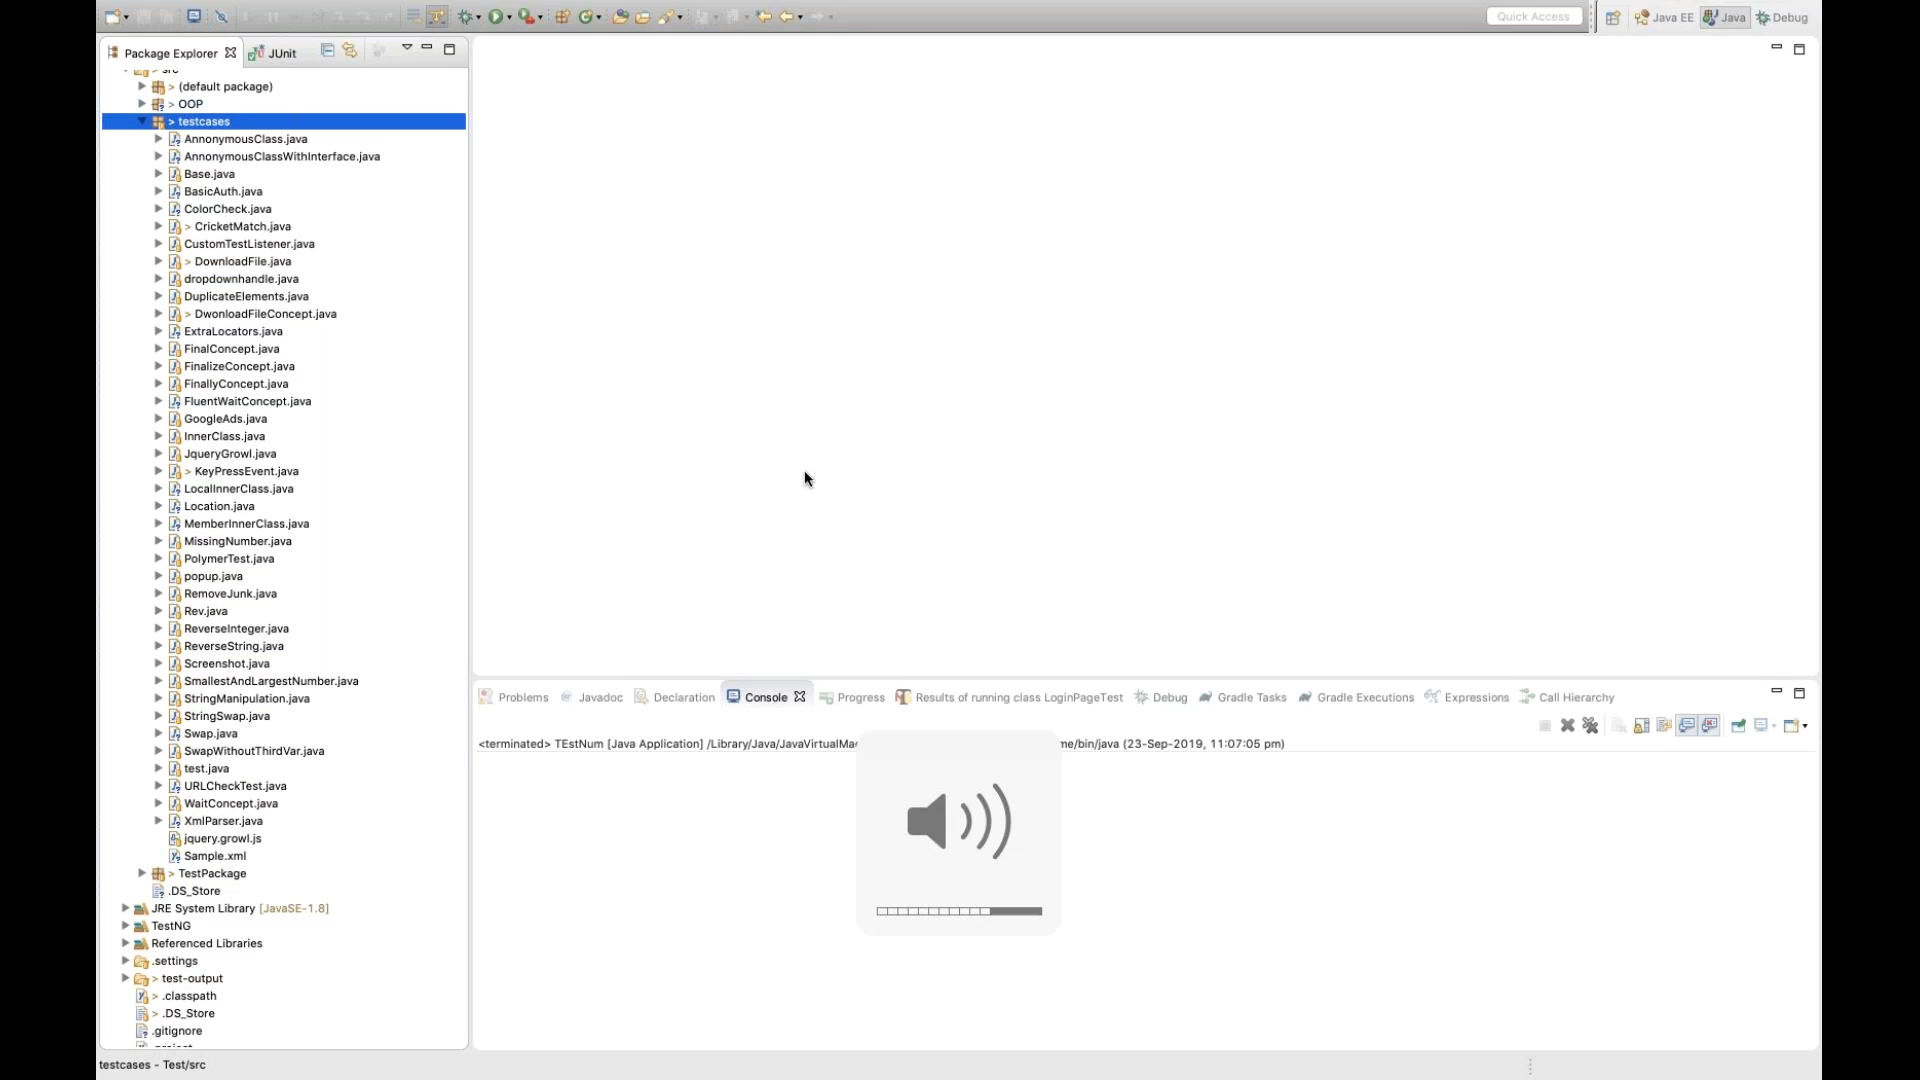 Quick Access
Java EE
Java
Debug
Package Explorer
JUnit
> src
> (default package)
> OOP
> testcases
AnnonymousClass.java
AnnonymousClassWithInterface.java
Base.java
BasicAuth.java
ColorCheck.java
> CricketMatch.java
CustomTestListener.java
> DownloadFile.java
dropdownhandle.java
DuplicateElements.java
> DwonloadFileConcept.java
ExtraLocators.java
FinalConcept.java
FinalizeConcept.java
FinallyConcept.java
FluentWaitConcept.java
GoogleAds.java
InnerClass.java
JqueryGrowl.java
> KeyPressEvent.java
LocalInnerClass.java
Location.java
MemberInnerClass.java
MissingNumber.java
PolymerTest.java
popup.java
RemoveJunk.java
Rev.java
ReverseInteger.java
ReverseString.java
Screenshot.java
SmallestAndLargestNumber.java
StringManipulation.java
StringSwap.java
Swap.java
SwapWithoutThirdVar.java
test.java
URLCheckTest.java
WaitConcept.java
XmlParser.java
jquery.growl.js
Sample.xml
> TestPackage
.DS_Store
JRE System Library [JavaSE-1.8]
TestNG
Referenced Libraries
.settings
> test-output
> .classpath
> .DS_Store
.gitignore
.project
Problems
Javadoc
Declaration
Console
Progress
Results of running class LoginPageTest
Debug
Gradle Tasks
Gradle Executions
Expressions
Call Hierarchy
<terminated> TEstNum [Java Application] /Library/Java/JavaVirtualMac me/bin/java (23-Sep-2019, 11:07:05 pm)
testcases - Test/src